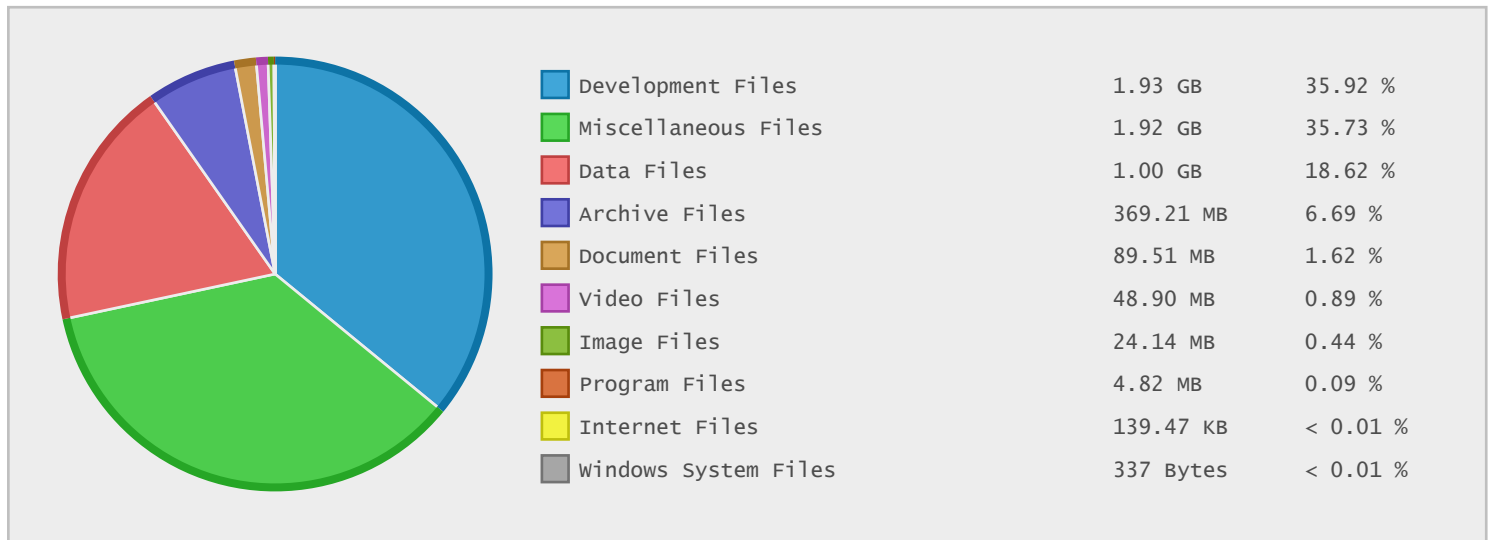 Development Files 1.93 GB 35.92 %
Miscellaneous Files 1.92 GB 35.73 %
Data Files 1.00 GB 18.62 %
Archive Files 369.21 MB 6.69 %
Document Files 89.51 MB 1.62 %
Video Files 48.90 MB 0.89 %
Image Files 24.14 MB 0.44 %
Program Files 4.82 MB 0.09 %
Internet Files 139.47 KB < 0.01 %
Windows System Files 337 Bytes < 0.01 %